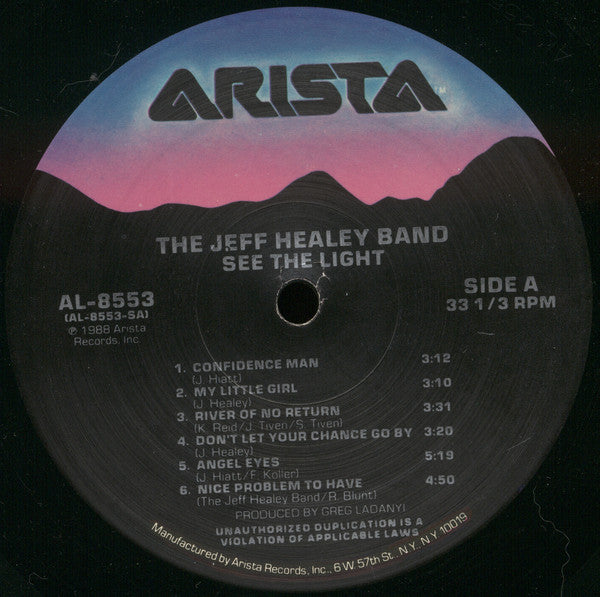 ARISTA™
THE JEFF HEALEY BAND
SEE THE LIGHT
AL-8553
(AL-8553-SA)
℗ 1988 Arista
Records, Inc
SIDE A
33 1/3 RPM
1. CONFIDENCE MAN 3:12
(J. Hiatt)
2. MY LITTLE GIRL 3:10
(J. Healey)
3. RIVER OF NO RETURN 3:31
(K. Reid/J. Tiven/S. Tiven)
4. DON'T LET YOUR CHANCE GO BY 3:20
(J. Healey)
5. ANGEL EYES 5:19
(J. Hiatt/F. Koller)
6. NICE PROBLEM TO HAVE 4:50
(The Jeff Healey Band/R. Blunt)
PRODUCED BY GREG LADANYI
UNAUTHORIZED DUPLICATION IS A
VIOLATION OF APPLICABLE LAWS
Manufactured by Arista Records, Inc., 6 W. 57th St., N.Y., N.Y. 10019